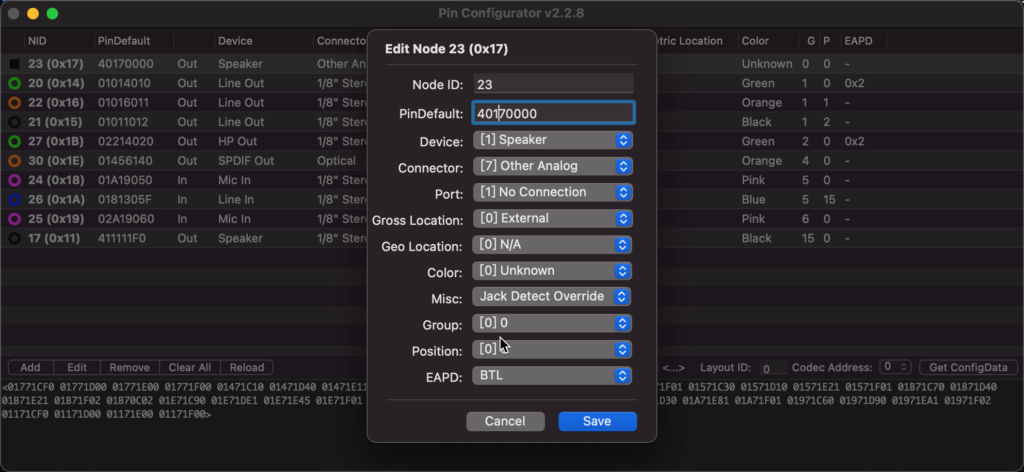 Pin Configurator v2.2.8
NID PinDefault Device Connecto tric Location Color G P EAPD
23 (0x17) 40170000 Out Speaker Other An Unknown 0 0 -
20 (0x14) 01014010 Out Line Out 1/8" Stere Green 1 0 0x2
22 (0x16) 01016011 Out Line Out 1/8" Stere Orange 1 1 -
21 (0x15) 01011012 Out Line Out 1/8" Stere Black 1 2 -
27 (0x1B) 02214020 Out HP Out 1/8" Stere Green 2 0 0x2
30 (0x1E) 01456140 Out SPDIF Out Optical Orange 4 0 -
24 (0x18) 01A19050 In Mic In 1/8" Stere Pink 5 0 -
26 (0x1A) 0181305F In Line In 1/8" Stere Blue 5 15 -
25 (0x19) 02A19060 In Mic In 1/8" Stere Pink 6 0 -
17 (0x11) 411111F0 Out Speaker 1/8" Stere Black 15 0 -
Edit Node 23 (0x17)
Node ID: 23
PinDefault: 40170000
Device: [1] Speaker
Connector: [7] Other Analog
Port: [1] No Connection
Gross Location: [0] External
Geo Location: [0] N/A
Color: [0] Unknown
Misc: Jack Detect Override
Group: [0] 0
Position: [0]
EAPD: BTL
Cancel Save
Add Edit Remove Clear All Reload <...> Layout ID: 0 Codec Address: 0 Get ConfigData
<01771CF0 01771D00 01771E00 01771F00 01471C10 01471D40 01471E11 71F01 01571C30 01571D10 01571E21 01571F01 01B71C70 01B71D40
01B71E21 01B71F02 01B70C02 01E71C90 01E71DE1 01E71E45 01E71F01 D30 01A71E81 01A71F01 01971C60 01971D90 01971EA1 01971F02
01171CF0 01171D00 01171E00 01171F00>